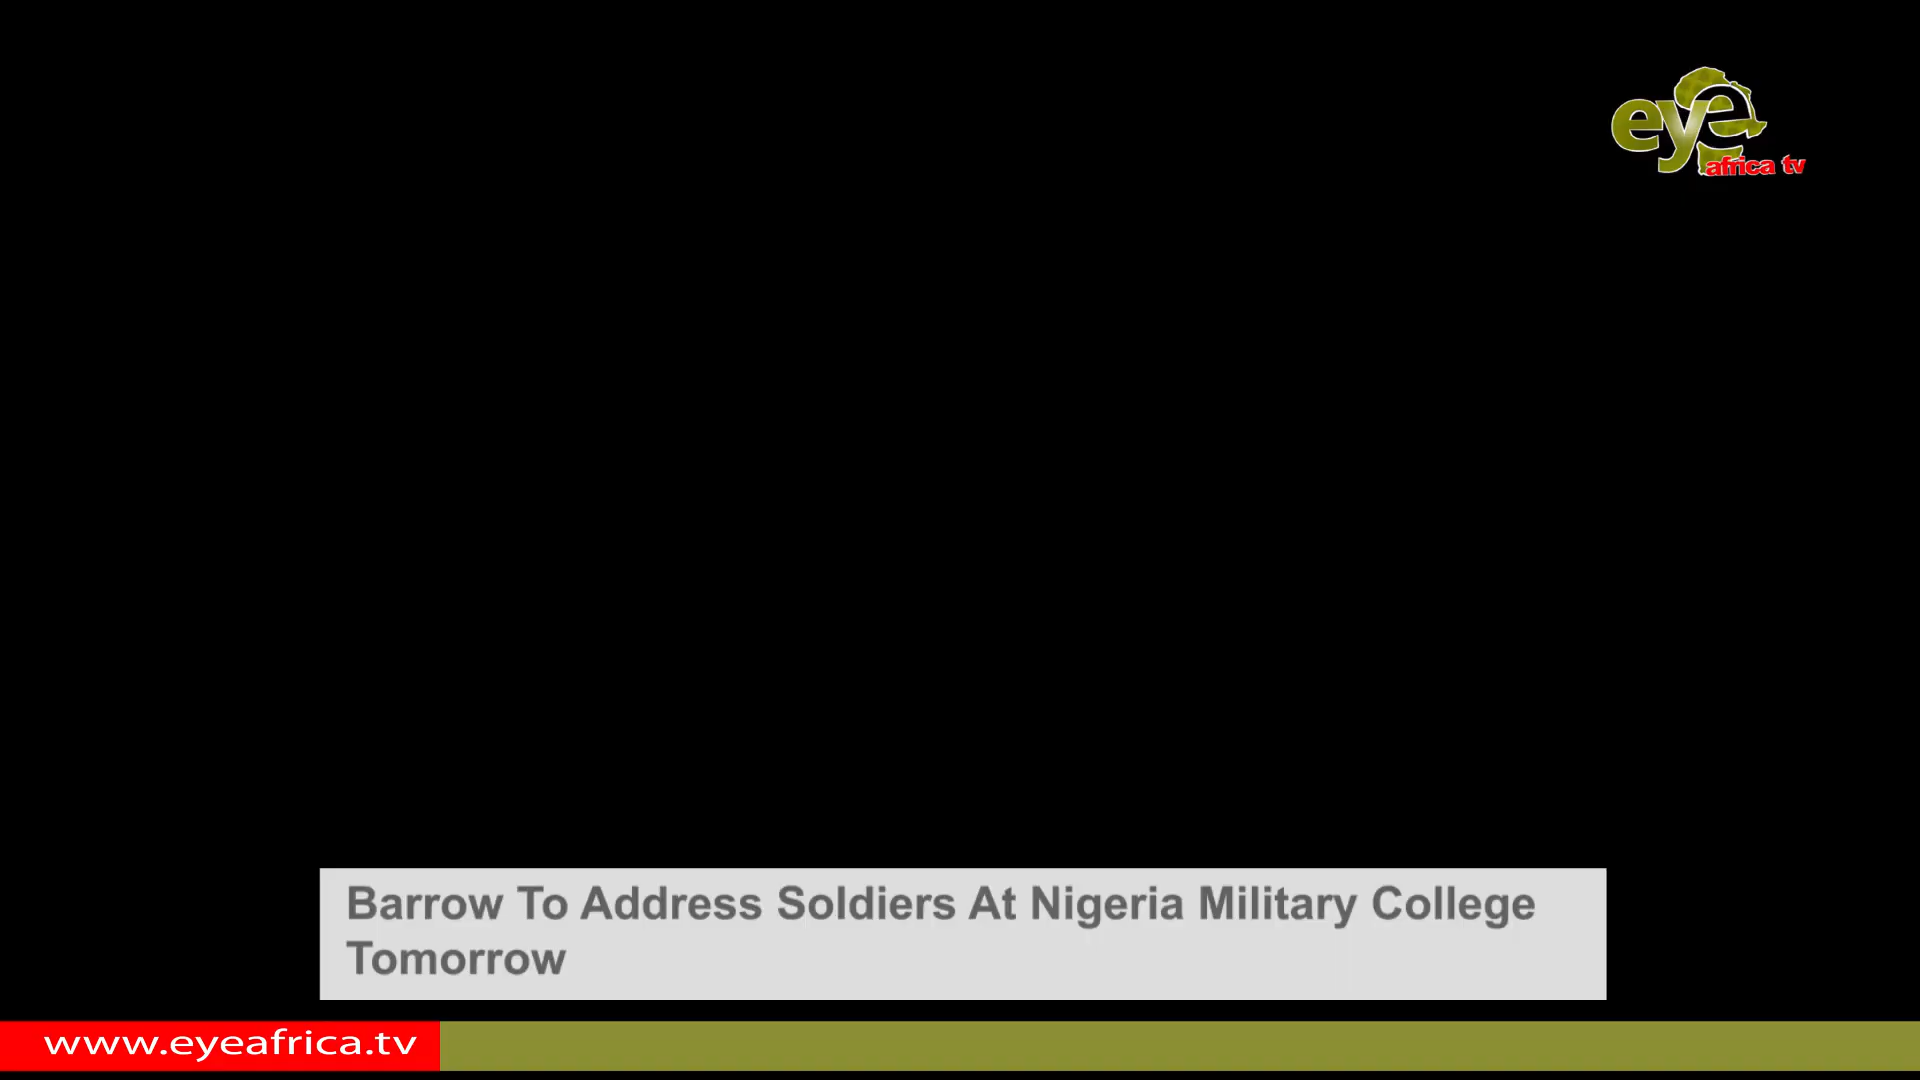 eye
africa tv
Barrow To Address Soldiers At Nigeria Military College
Tomorrow
www.eyeafrica.tv